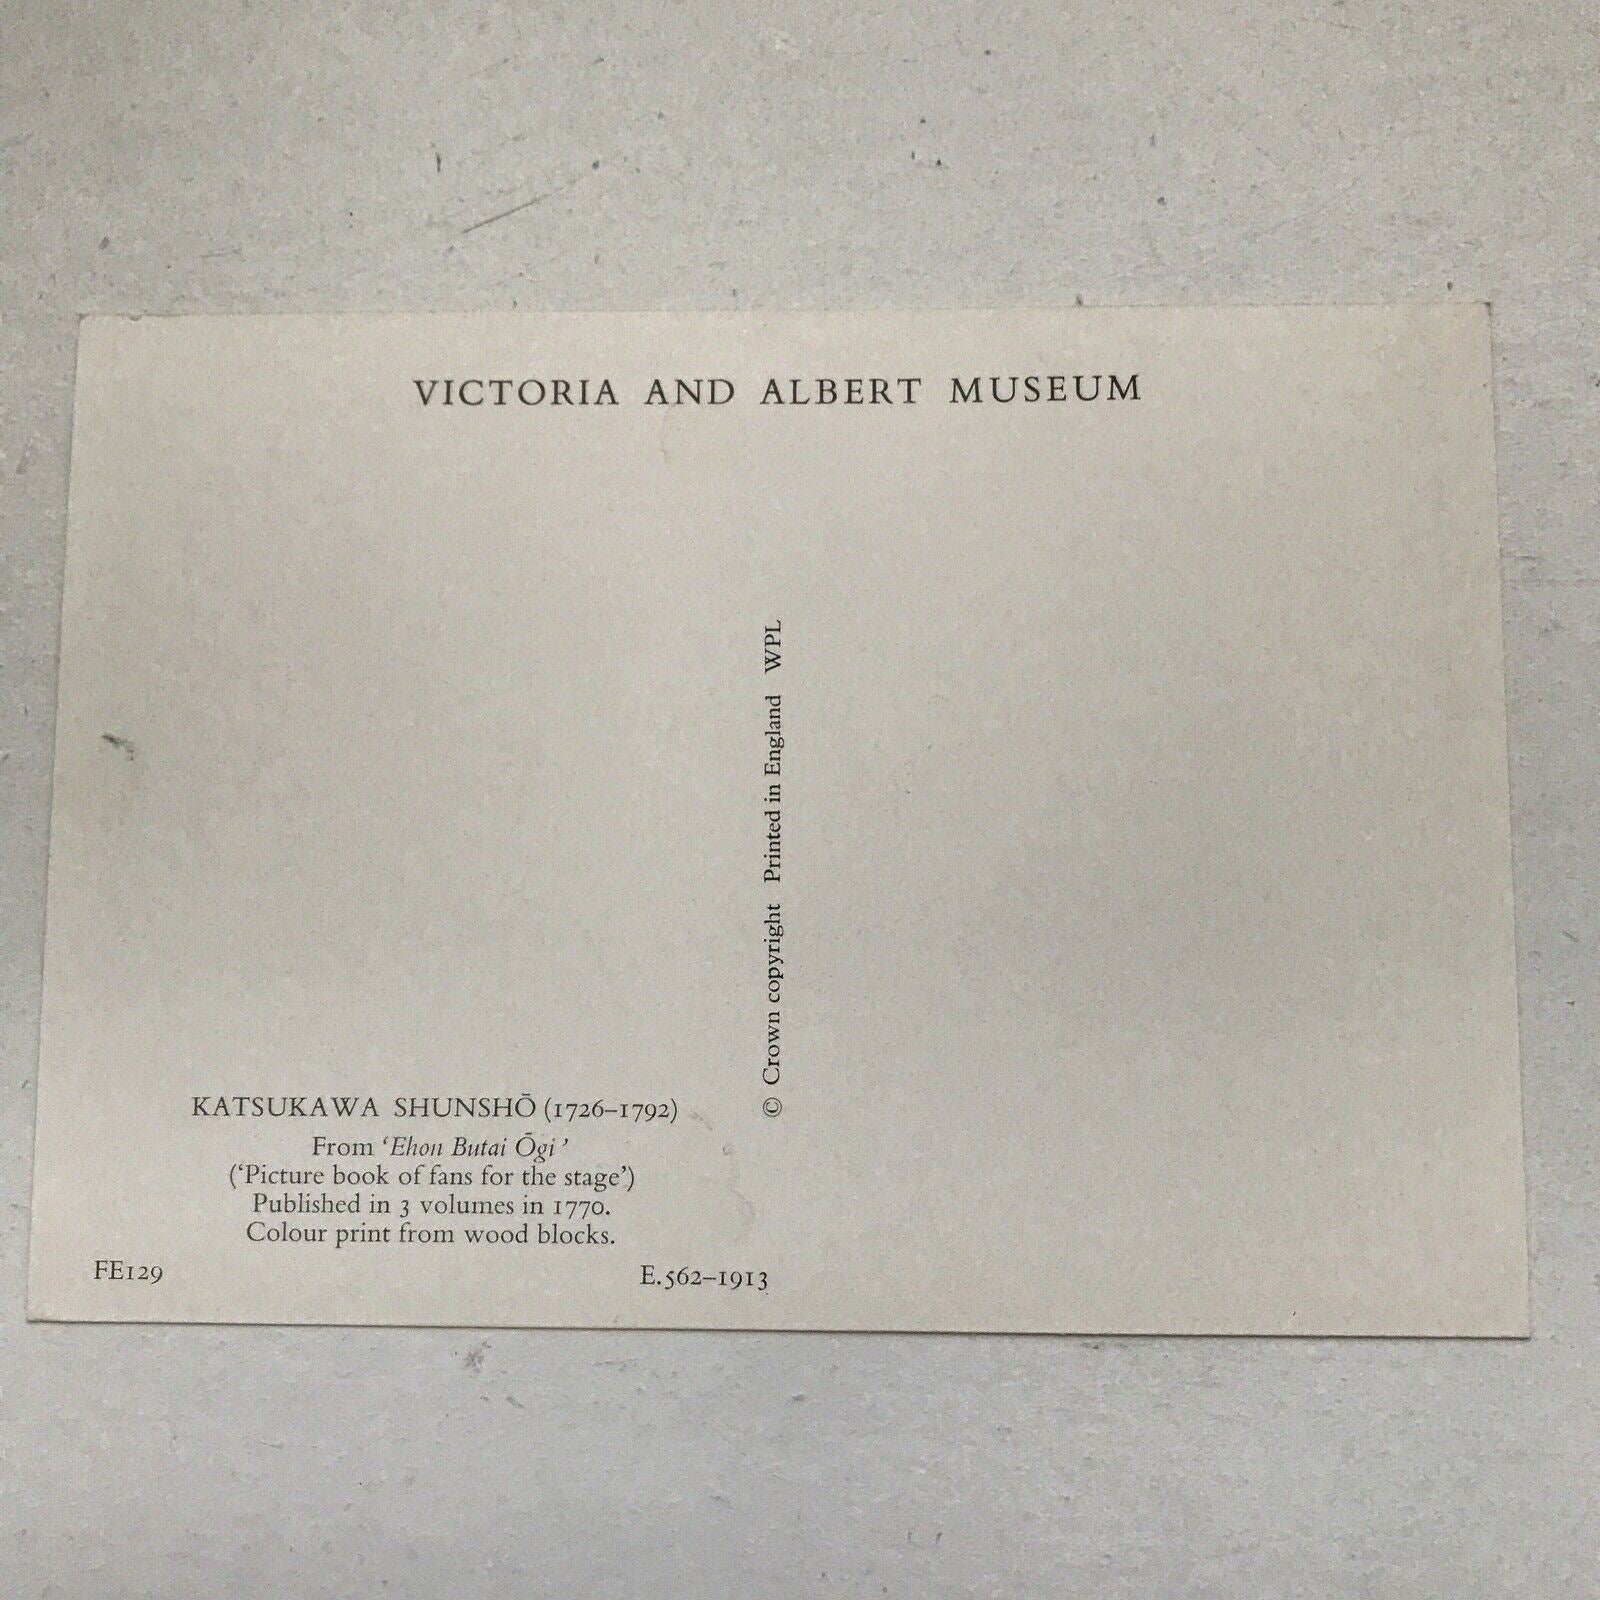 VICTORIA AND ALBERT MUSEUM
© Crown copyright Printed in England WPL
KATSUKAWA SHUNSHŌ (1726–1792)
From ‘Ehon Butai Ōgi’
(‘Picture book of fans for the stage’)
Published in 3 volumes in 1770.
Colour print from wood blocks.
FE129 E.562–1913